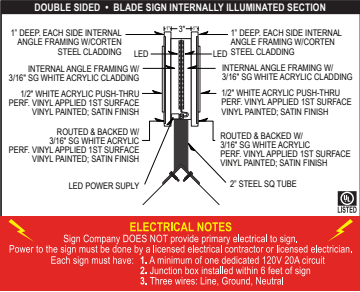 DOUBLE SIDED • BLADE SIGN INTERNALLY ILLUMINATED SECTION
3"
1" DEEP. EACH SIDE INTERNAL
ANGLE FRAMING W/CORTEN
STEEL CLADDING
LED
INTERNAL ANGLE FRAMING W/
3/16" SG WHITE ACRYLIC CLADDING
1/2" WHITE ACRYLIC PUSH-THRU
PERF. VINYL APPLIED 1ST SURFACE
VINYL PAINTED; SATIN FINISH
ROUTED & BACKED W/
3/16" SG WHITE ACRYLIC
PERF. VINYL APPLIED 1ST SURFACE
VINYL PAINTED; SATIN FINISH
LED POWER SUPLY
1" DEEP. EACH SIDE INTERNAL
ANGLE FRAMING W/CORTEN
STEEL CLADDING
LED
INTERNAL ANGLE FRAMING W/
3/16" SG WHITE ACRYLIC CLADDING
1/2" WHITE ACRYLIC PUSH-THRU
PERF. VINYL APPLIED 1ST SURFACE
VINYL PAINTED; SATIN FINISH
ROUTED & BACKED W/
3/16" SG WHITE ACRYLIC
PERF. VINYL APPLIED 1ST SURFACE
VINYL PAINTED; SATIN FINISH
2" STEEL SQ TUBE
UL
LISTED
ELECTRICAL NOTES
Sign Company DOES NOT provide primary electrical to sign,
Power to the sign must be done by a licensed electrical contractor or licensed electrician.
Each sign must have: 1. A minimum of one dedicated 120V 20A circuit
2. Junction box installed within 6 feet of sign
3. Three wires: Line, Ground, Neutral